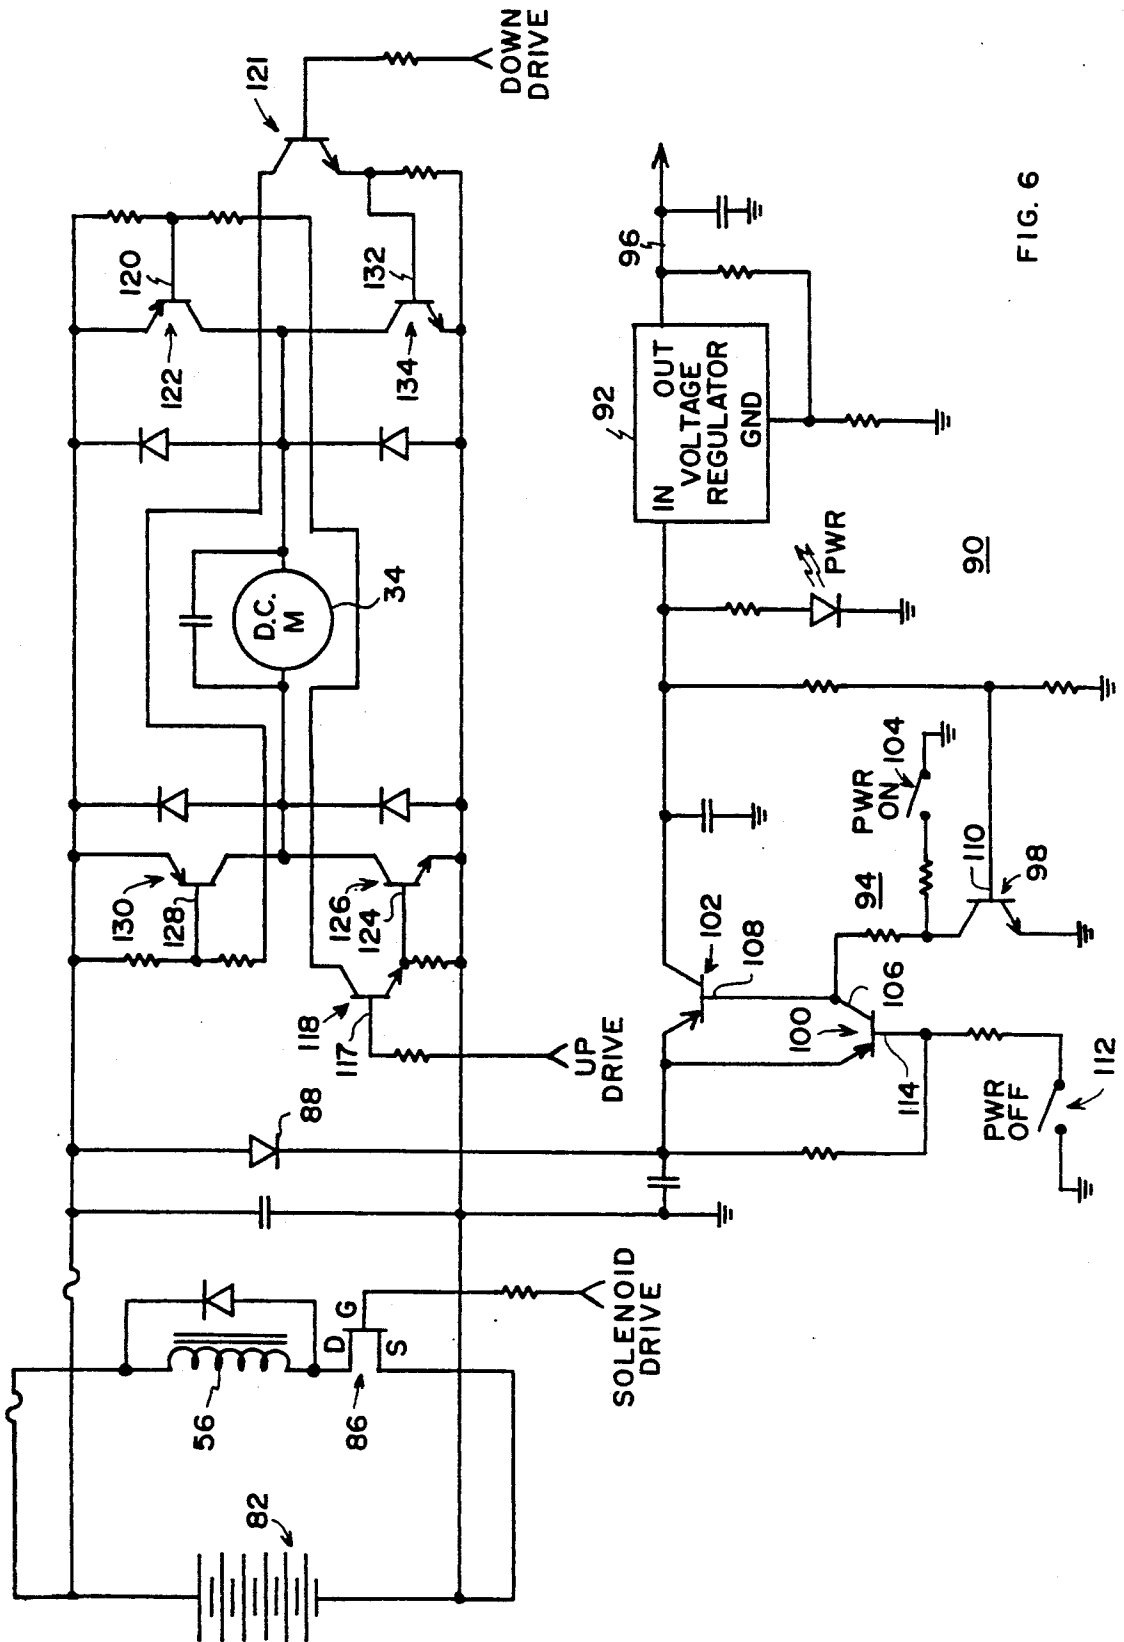 121
DOWN
DRIVE
120
122
132
134
96
FIG. 6
92
IN
OUT
VOLTAGE
REGULATOR
GND
D.C.
M
34
PWR
90
130
128
126
124
118
117
UP
DRIVE
PWR
ON
104
94
110
98
102
108
106
100
114
PWR
OFF
112
88
56
D
G
S
86
SOLENOID
DRIVE
82